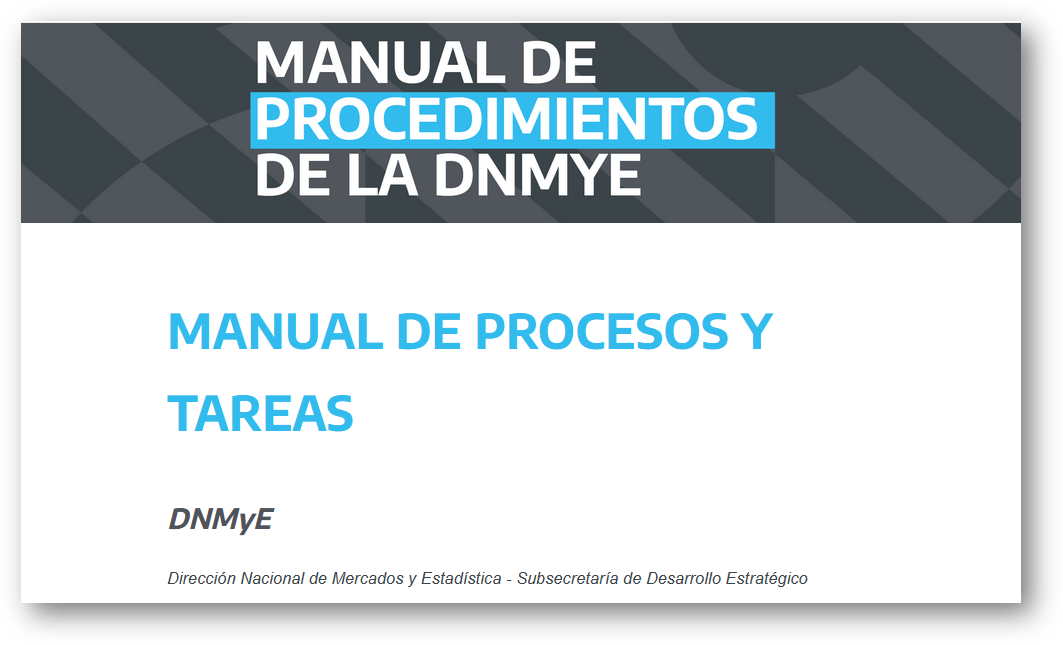 MANUAL DE
PROCEDIMIENTOS
DE LA DNMYE
MANUAL DE PROCESOS Y
TAREAS
DNMyE
Dirección Nacional de Mercados y Estadística - Subsecretaría de Desarrollo Estratégico